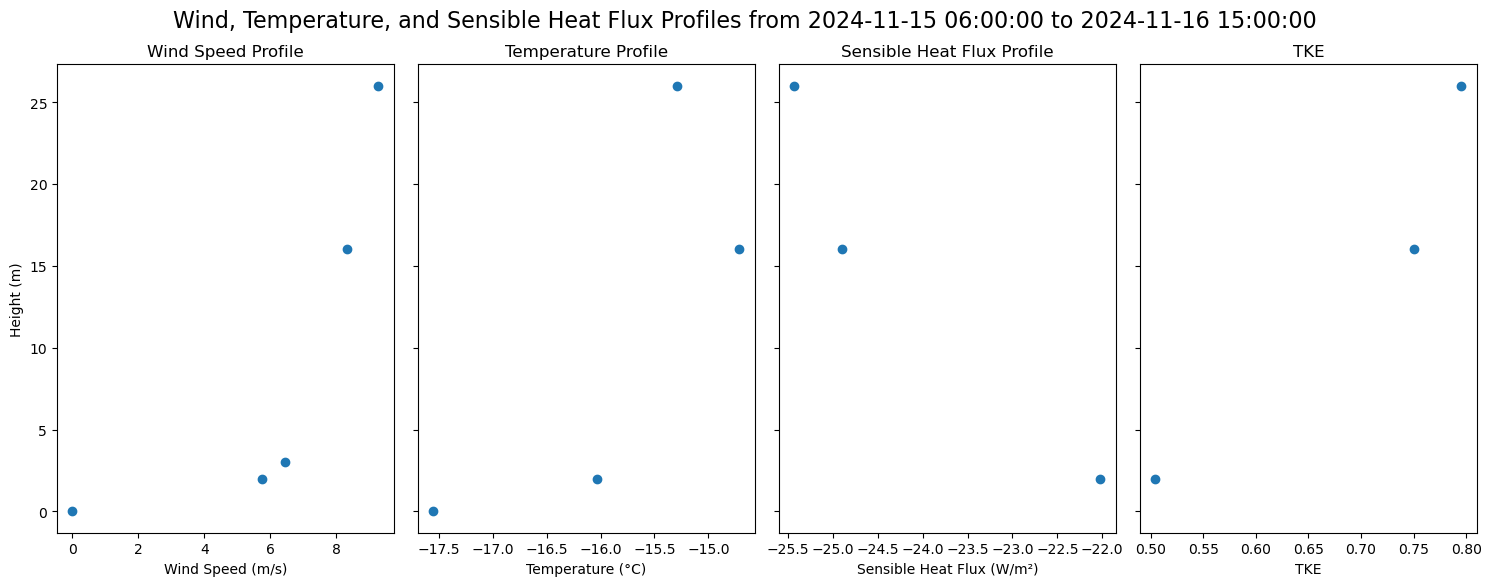 Wind, Temperature, and Sensible Heat Flux Profiles from 2024-11-15 06:00:00 to 2024-11-16 15:00:00
Wind Speed Profile
Temperature Profile
Sensible Heat Flux Profile
TKE
25
20
15
10
5
0
Height (m)
0 2 4 6 8
−17.5 −17.0 −16.5 −16.0 −15.5 −15.0
−25.5 −25.0 −24.5 −24.0 −23.5 −23.0 −22.5 −22.0
0.50 0.55 0.60 0.65 0.70 0.75 0.80
Wind Speed (m/s)
Temperature (°C)
Sensible Heat Flux (W/m²)
TKE